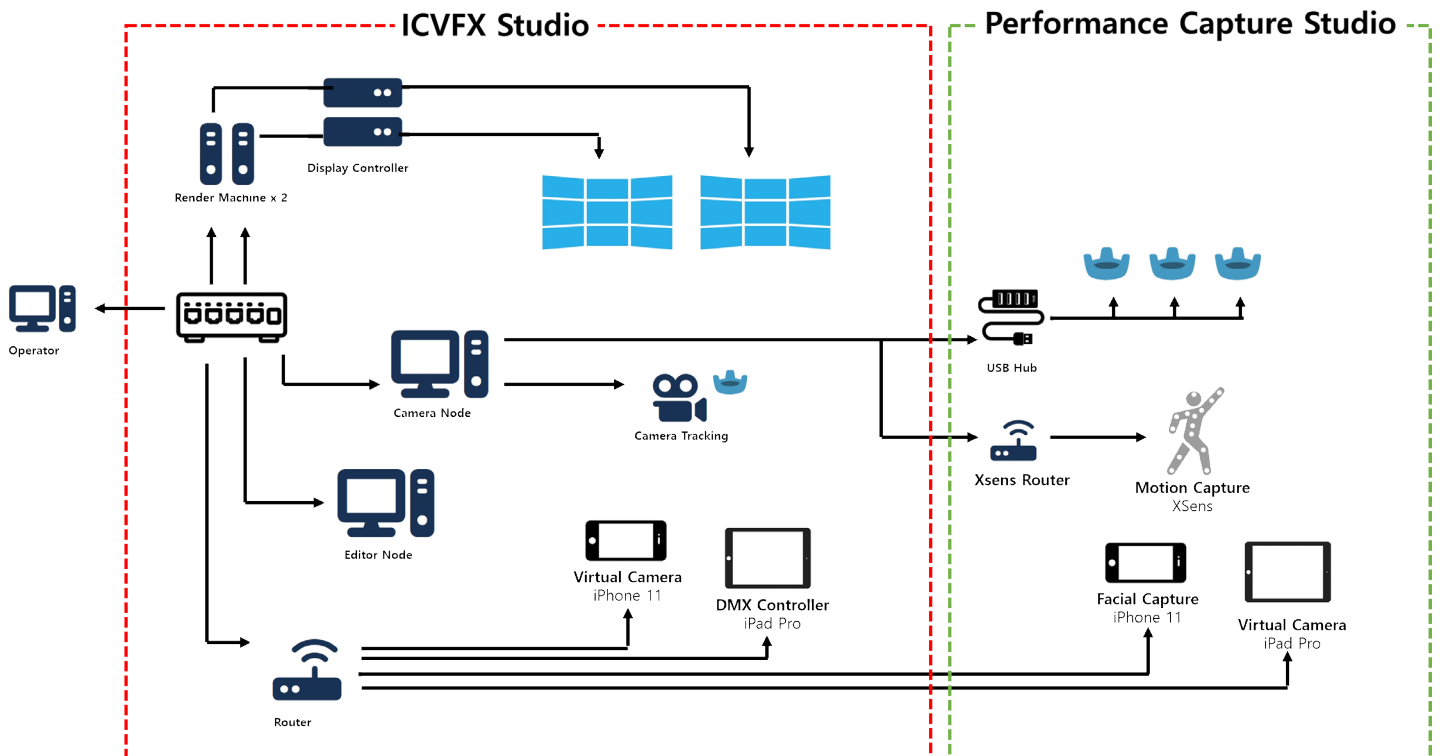 ICVFX Studio
Performance Capture Studio
Display Controller
Render Machine x 2
Operator
USB Hub
Camera Node
Camera Tracking
Xsens Router
Motion Capture
XSens
Editor Node
Virtual Camera
iPhone 11
DMX Controller
iPad Pro
Facial Capture
iPhone 11
Virtual Camera
iPad Pro
Router